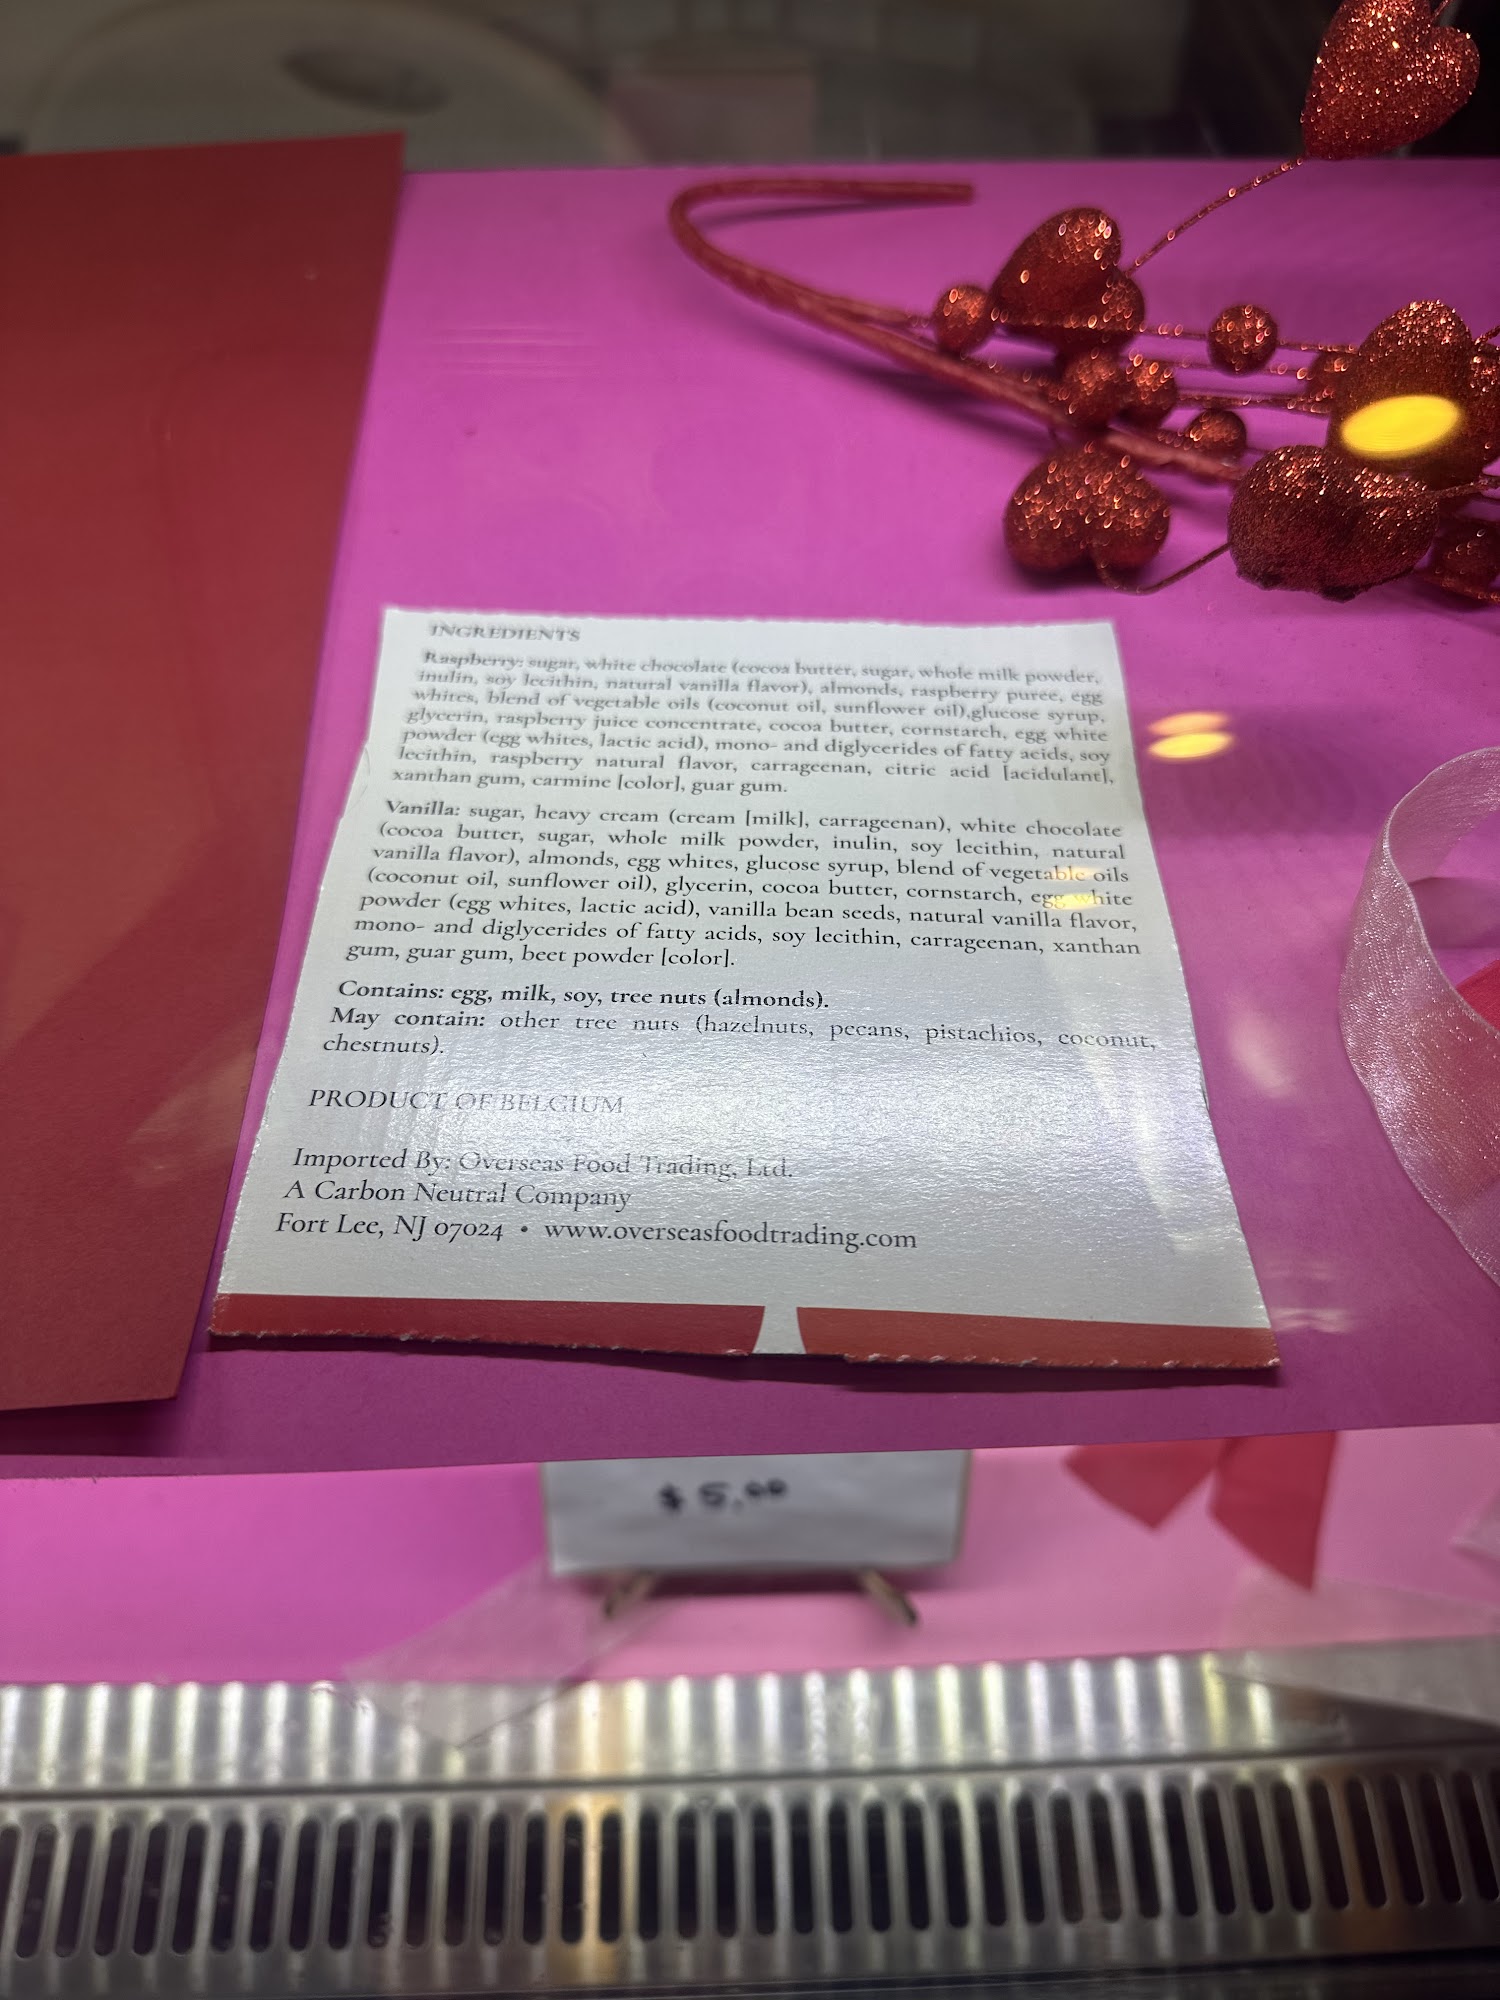 INGREDIENTS
Raspberry: sugar, white chocolate (cocoa butter, sugar, whole milk powder,
inulin, soy lecithin, natural vanilla flavor), almonds, raspberry puree, egg
whites, blend of vegetable oils (coconut oil, sunflower oil),glucose syrup,
glycerin, raspberry juice concentrate, cocoa butter, cornstarch, egg white
powder (egg whites, lactic acid), mono- and diglycerides of fatty acids, soy
lecithin, raspberry natural flavor, carrageenan, citric acid [acidulant],
xanthan gum, carmine [color], guar gum.
Vanilla: sugar, heavy cream (cream [milk], carrageenan), white chocolate
(cocoa butter, sugar, whole milk powder, inulin, soy lecithin, natural
vanilla flavor), almonds, egg whites, glucose syrup, blend of vegetable oils
(coconut oil, sunflower oil), glycerin, cocoa butter, cornstarch, egg white
powder (egg whites, lactic acid), vanilla bean seeds, natural vanilla flavor,
mono- and diglycerides of fatty acids, soy lecithin, carrageenan, xanthan
gum, guar gum, beet powder [color].
Contains: egg, milk, soy, tree nuts (almonds).
May contain: other tree nuts (hazelnuts, pecans, pistachios, coconut,
chestnuts).
PRODUCT OF BELGIUM
Imported By: Overseas Food Trading, Ltd.
A Carbon Neutral Company
Fort Lee, NJ 07024 • www.overseasfoodtrading.com
$ 5.00